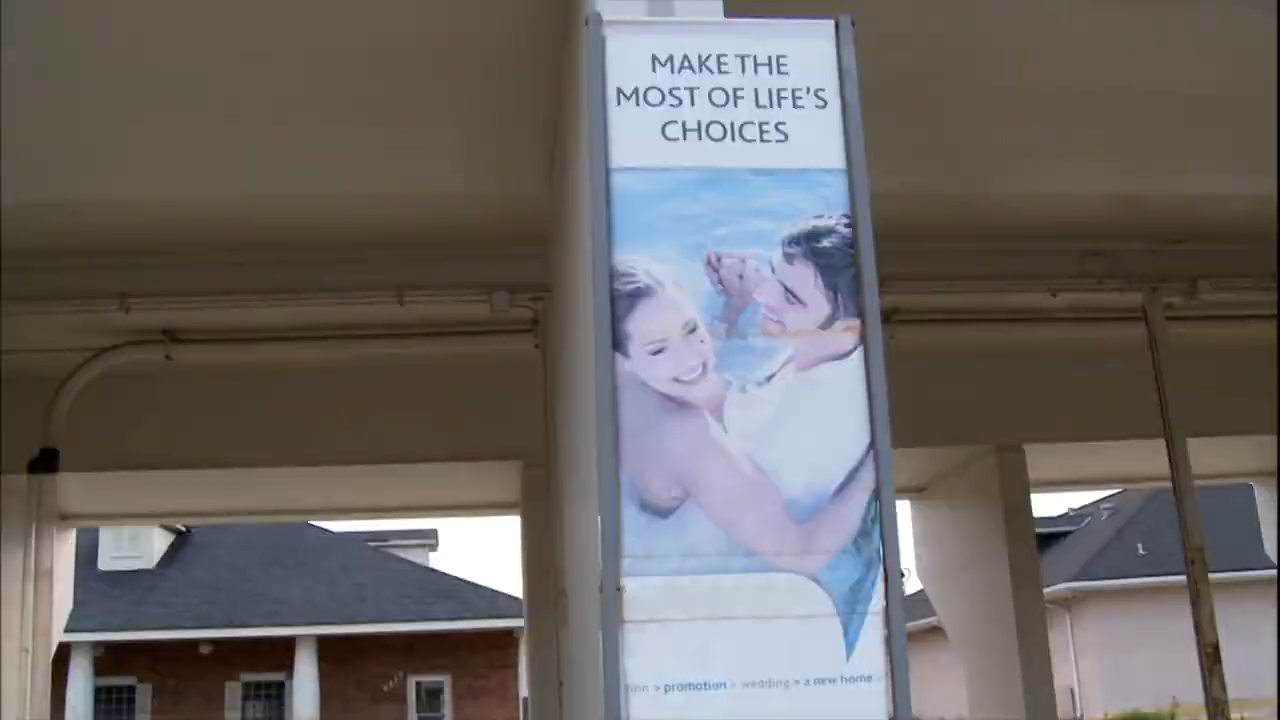 MAKE THE
MOST OF LIFE'S
CHOICES
> promotion > wedding > a new home